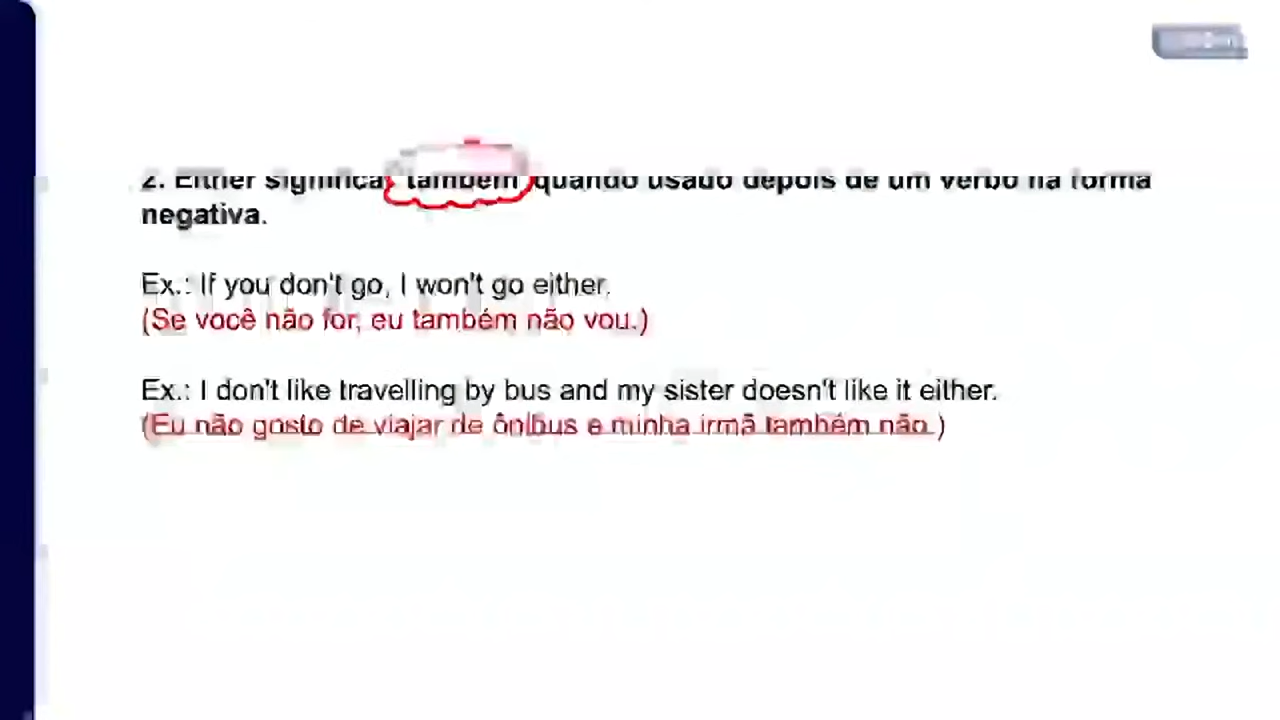 2. Either significa também quando usado depois de um verbo na forma
negativa.
Ex.: If you don't go, I won't go either.
(Se você não for, eu também não vou.)
Ex.: I don't like travelling by bus and my sister doesn't like it either.
(Eu não gosto de viajar de ônibus e minha irmã também não.)